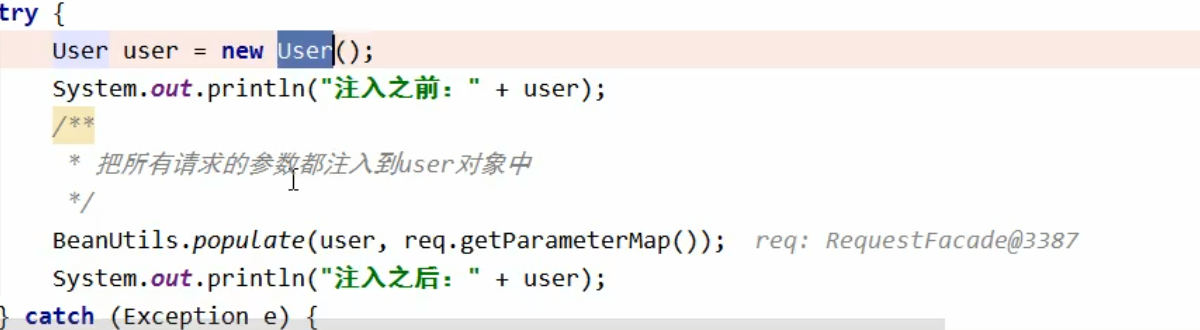 try {
User user = new User();
System.out.println("注入之前：" + user);
/**
* 把所有请求的参数都注入到user对象中
*/
BeanUtils.populate(user, req.getParameterMap()); req: RequestFacade@3387
System.out.println("注入之后：" + user);
} catch (Exception e) {